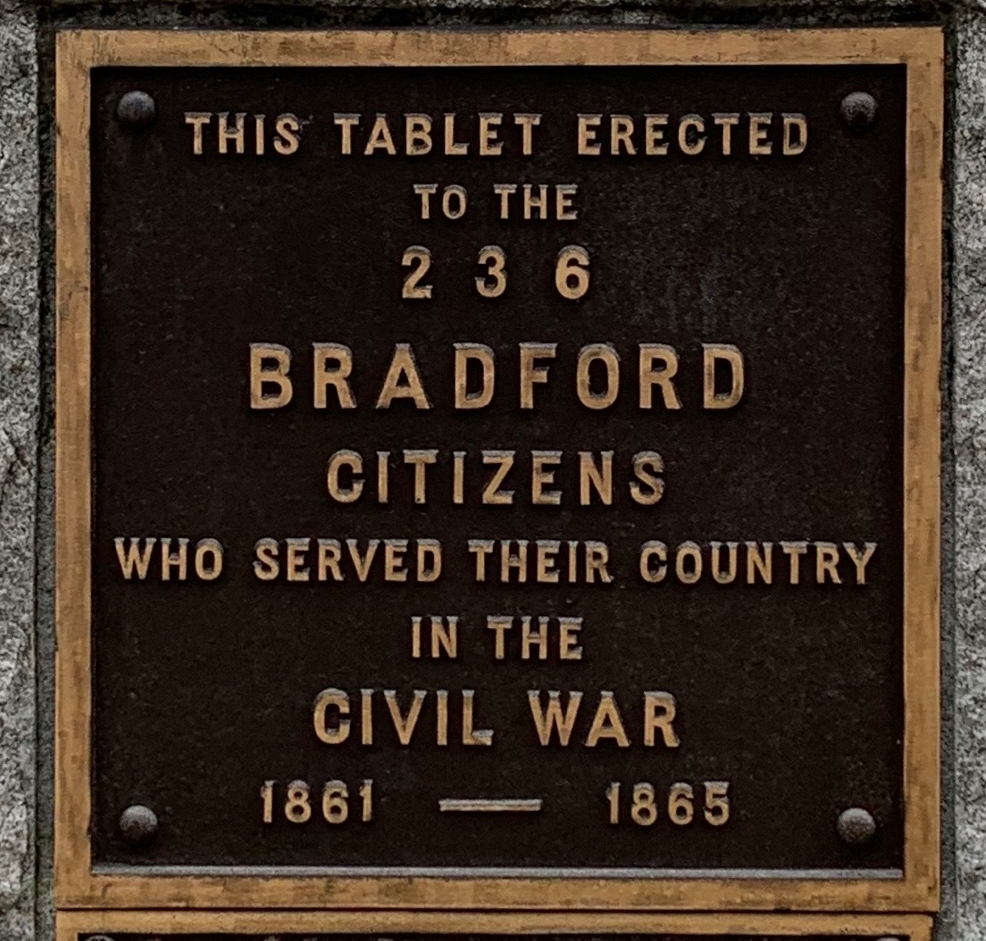 THIS TABLET ERECTED
TO THE
2 3 6
BRADFORD
CITIZENS
WHO SERVED THEIR COUNTRY
IN THE
CIVIL WAR
1861 — 1865